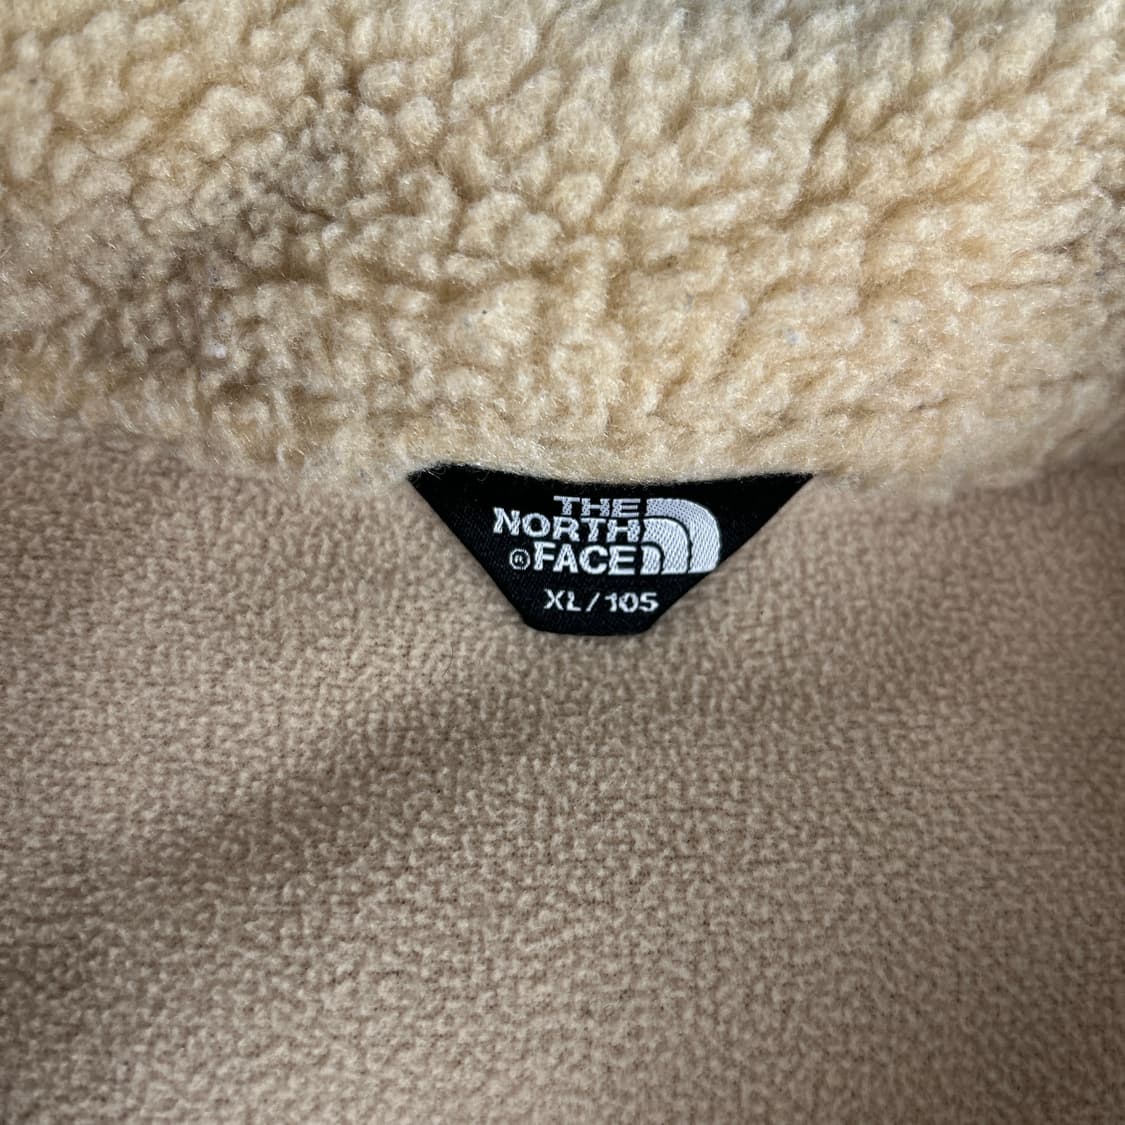 THE
NORTH
®FACE
XL/105